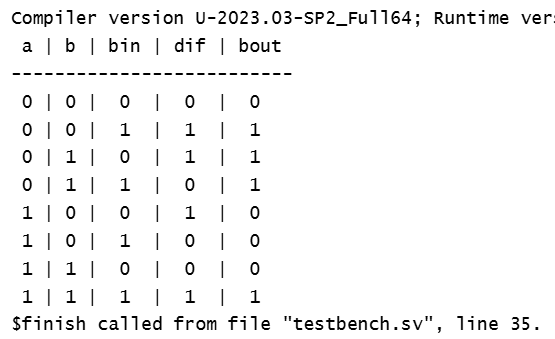 Compiler version U-2023.03-SP2_Full64; Runtime
a | b | bin | dif | bout
----------------------------
0 | 0 | 0 | 0 | 0
0 | 0 | 1 | 1 | 1
0 | 1 | 0 | 1 | 1
0 | 1 | 1 | 0 | 1
1 | 0 | 0 | 1 | 0
1 | 0 | 1 | 0 | 0
1 | 1 | 0 | 0 | 0
1 | 1 | 1 | 1 | 1
$finish called from file "testbench.sv", line 35.